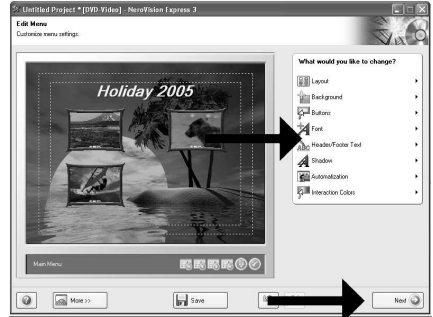 Untitled Project *[DVD-Video] - NeroVision Express 3
Edit Menu
Customize menu settings.
What would you like to change?
Layout
Background
Buttons
Font
Header/Footer Text
Shadow
Automatization
Interaction Colors
Holiday 2005
Main Menu
More >>
Save
Next